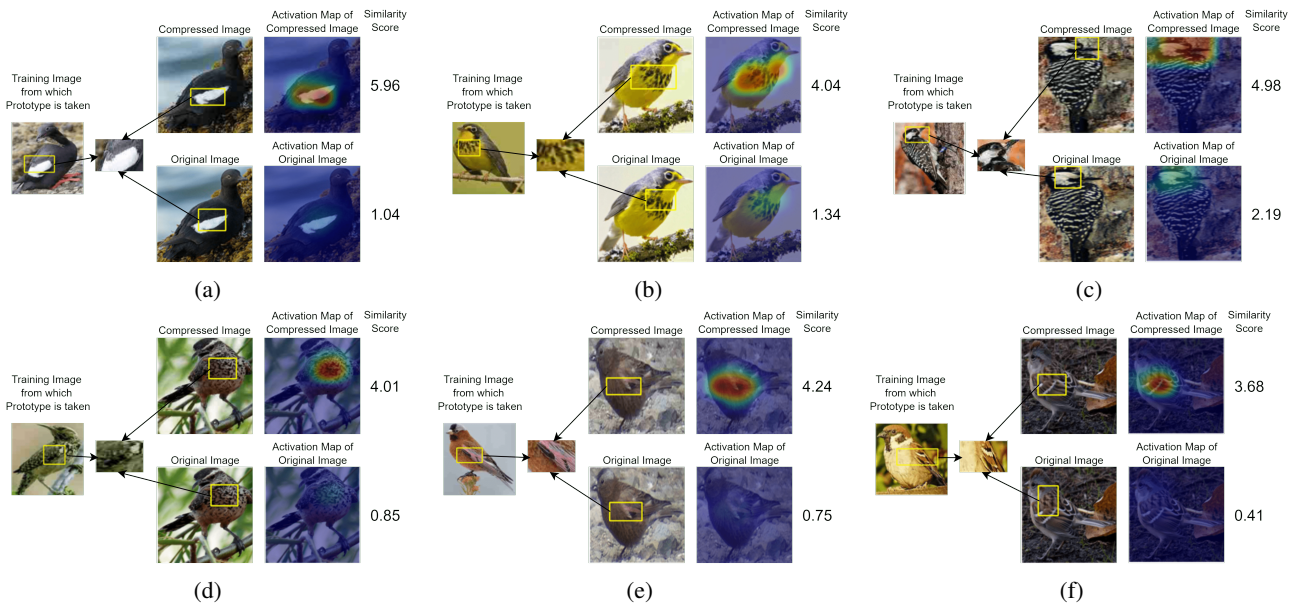 Compressed Image
Activation Map of
Compressed Image
Similarity
Score
Training Image
from which
Prototype is taken
5.96
Original Image
Activation Map of
Original Image
1.04
(a)
Compressed Image
Activation Map of
Compressed Image
Similarity
Score
Training Image
from which
Prototype is taken
4.04
Original Image
Activation Map of
Original Image
1.34
(b)
Compressed Image
Activation Map of
Compressed Image
Similarity
Score
Training Image
from which
Prototype is taken
4.98
Original Image
Activation Map of
Original Image
2.19
(c)
Compressed Image
Activation Map of
Compressed Image
Similarity
Score
Training Image
from which
Prototype is taken
4.01
Original Image
Activation Map of
Original Image
0.85
(d)
Compressed Image
Activation Map of
Compressed Image
Similarity
Score
Training Image
from which
Prototype is taken
4.24
Original Image
Activation Map of
Original Image
0.75
(e)
Compressed Image
Activation Map of
Compressed Image
Similarity
Score
Training Image
from which
Prototype is taken
3.68
Original Image
Activation Map of
Original Image
0.41
(f)